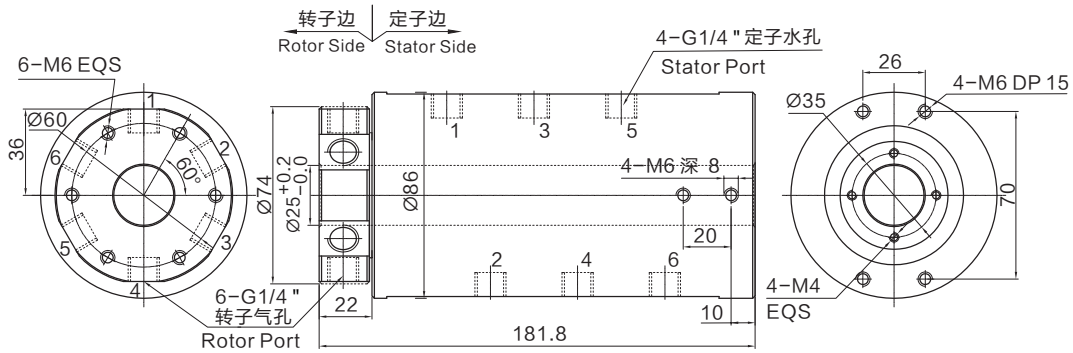 转子边
定子边
Rotor Side
Stator Side
4-G1/4 "定子水孔
Stator Port
6-M6 EQS
Ø60
36
1
2
3
4
5
6
60°
Ø74
Ø25+0.2
-0.0
Ø86
1
3
5
4-M6 深 8
20
2
4
6
6-G1/4 "
转子气孔
Rotor Port
22
10
181.8
26
4-M6 DP 15
Ø35
70
4-M4
EQS